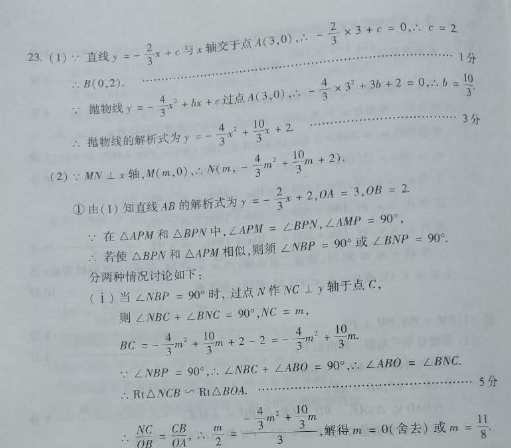 23. (1) ∵ 直线 y = -2/3x + c 与 x 轴交于点 A(3,0), ∴ -2/3 × 3 + c = 0, ∴ c = 2.
∴ B(0,2). …… 1分
∵ 抛物线 y = -4/3x² + bx + c 过点 A(3,0), ∴ -4/3 × 3² + 3b + 2 = 0, ∴ b = 10/3.
∴ 抛物线的解析式为 y = -4/3x² + 10/3x + 2. …… 3分
(2) ∵ MN ⊥ x 轴, M(m,0), ∴ N(m, -4/3m² + 10/3m + 2).
① 由(1) 知直线 AB 的解析式为 y = -2/3x + 2, OA = 3, OB = 2.
∵ 在 △APM 和 △BPN 中, ∠APM = ∠BPN, ∠AMP = 90°,
∴ 若使 △BPN 和 △APM 相似, 则须 ∠NBP = 90° 或 ∠BNP = 90°.
分两种情况讨论如下:
(ⅰ) 当 ∠NBP = 90° 时, 过点 N 作 NC ⊥ y 轴于点 C,
则 ∠NBC + ∠BNC = 90°, NC = m,
BC = -4/3m² + 10/3m + 2 - 2 = -4/3m² + 10/3m.
∵ ∠NBP = 90°, ∴ ∠NBC + ∠ABO = 90°, ∴ ∠ABO = ∠BNC.
∴ Rt△NCB ∽ Rt△BOA. …… 5分
∴ NC/OB = CB/OA, ∴ m/2 = (-4/3m² + 10/3m)/3, 解得 m = 0(舍去) 或 m = 11/8.